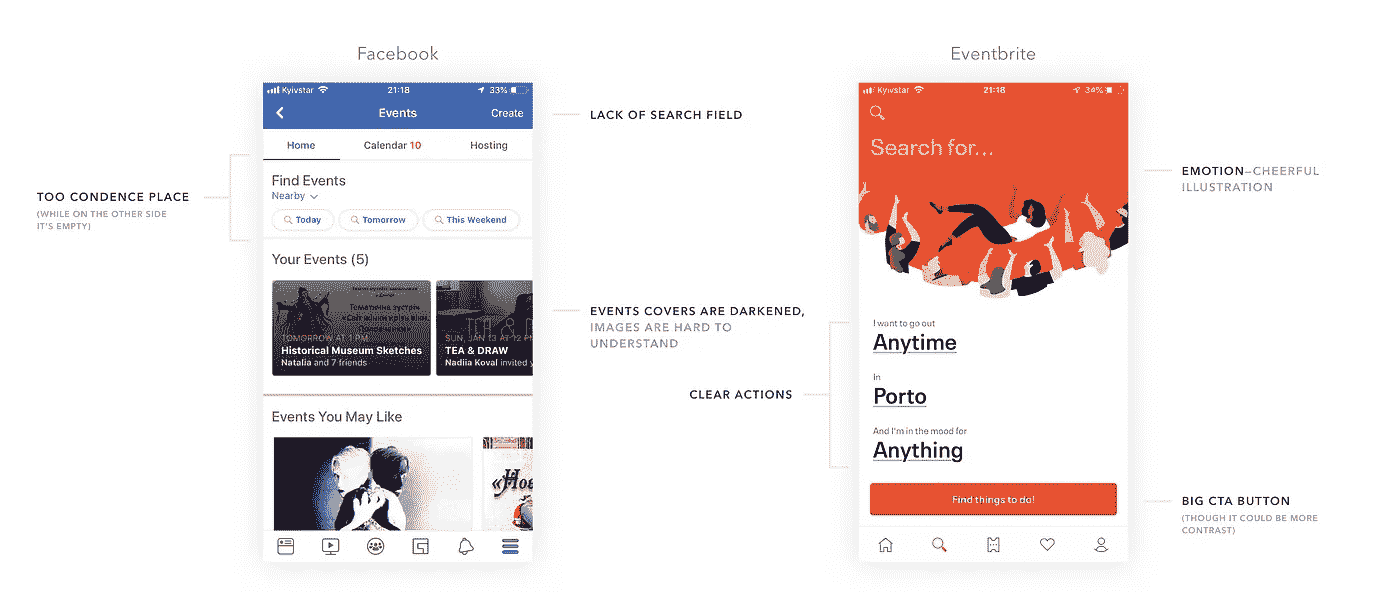 Facebook
Eventbrite
Kyivstar 21:18 33%
Events Create
Home Calendar 10 Hosting
Find Events
Nearby
Today Tomorrow This Weekend
Your Events (5)
TOMORROW AT 1 PM
Historical Museum Sketches
Natalia and 7 friends
SUN, JAN 13 AT 12 P
TEA & DRAW
Nadiia Koval invited y
Events You May Like
«Нов
TOO CONDENCE PLACE
(WHILE ON THE OTHER SIDE
IT'S EMPTY)
LACK OF SEARCH FIELD
EVENTS COVERS ARE DARKENED,
IMAGES ARE HARD TO
UNDERSTAND
CLEAR ACTIONS
Kyivstar 21:18 34%
Search for...
I want to go out
Anytime
In
Porto
And I'm in the mood for
Anything
Find things to do!
EMOTION–CHEERFUL
ILLUSTRATION
BIG CTA BUTTON
(THOUGH IT COULD BE MORE
CONTRAST)